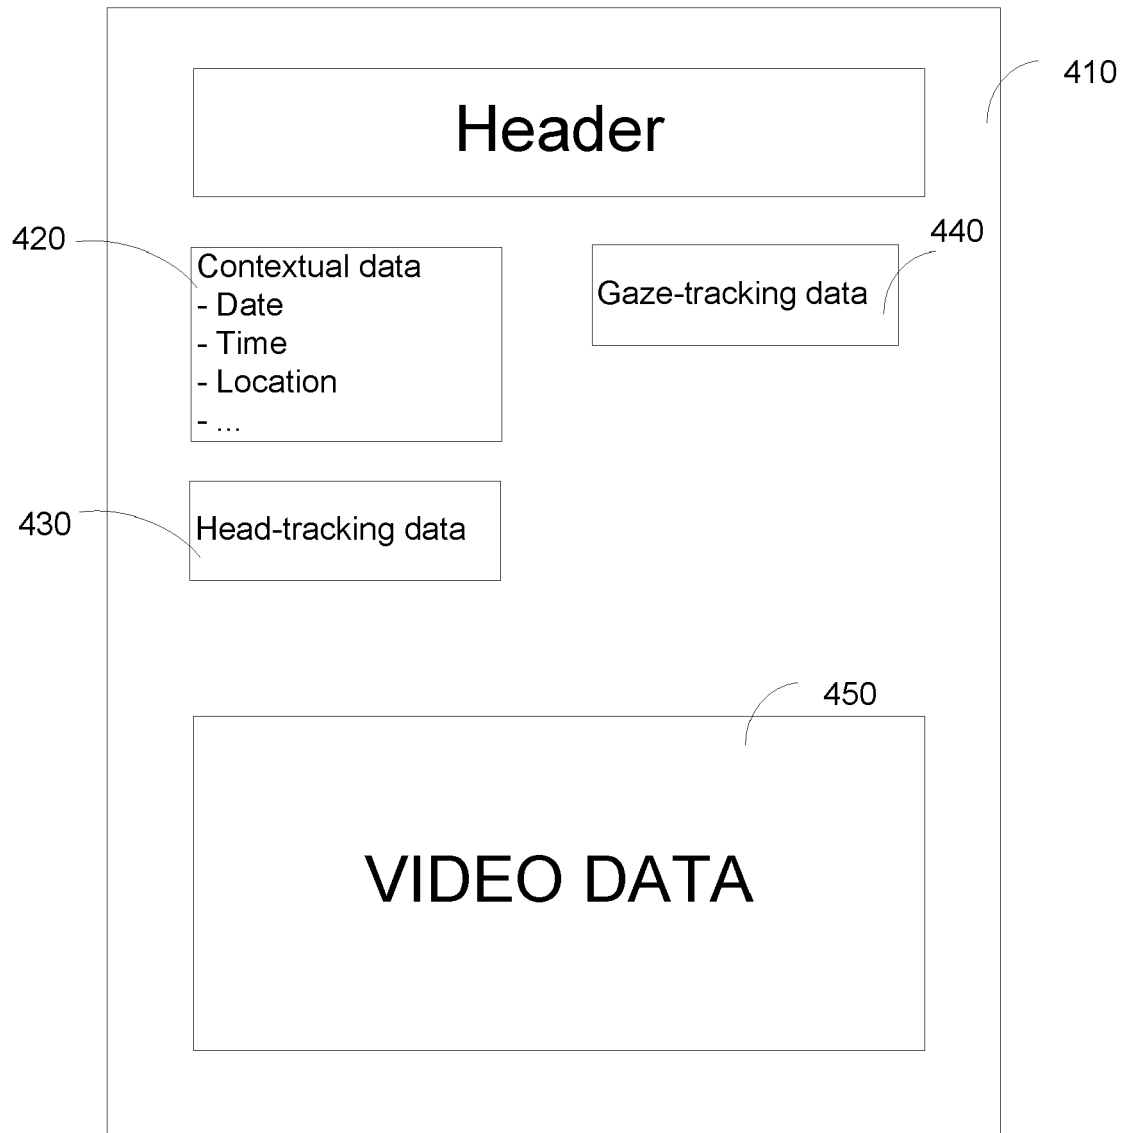 410
Header
420
Contextual data
- Date
- Time
- Location
- ...
440
Gaze-tracking data
430
Head-tracking data
450
VIDEO DATA